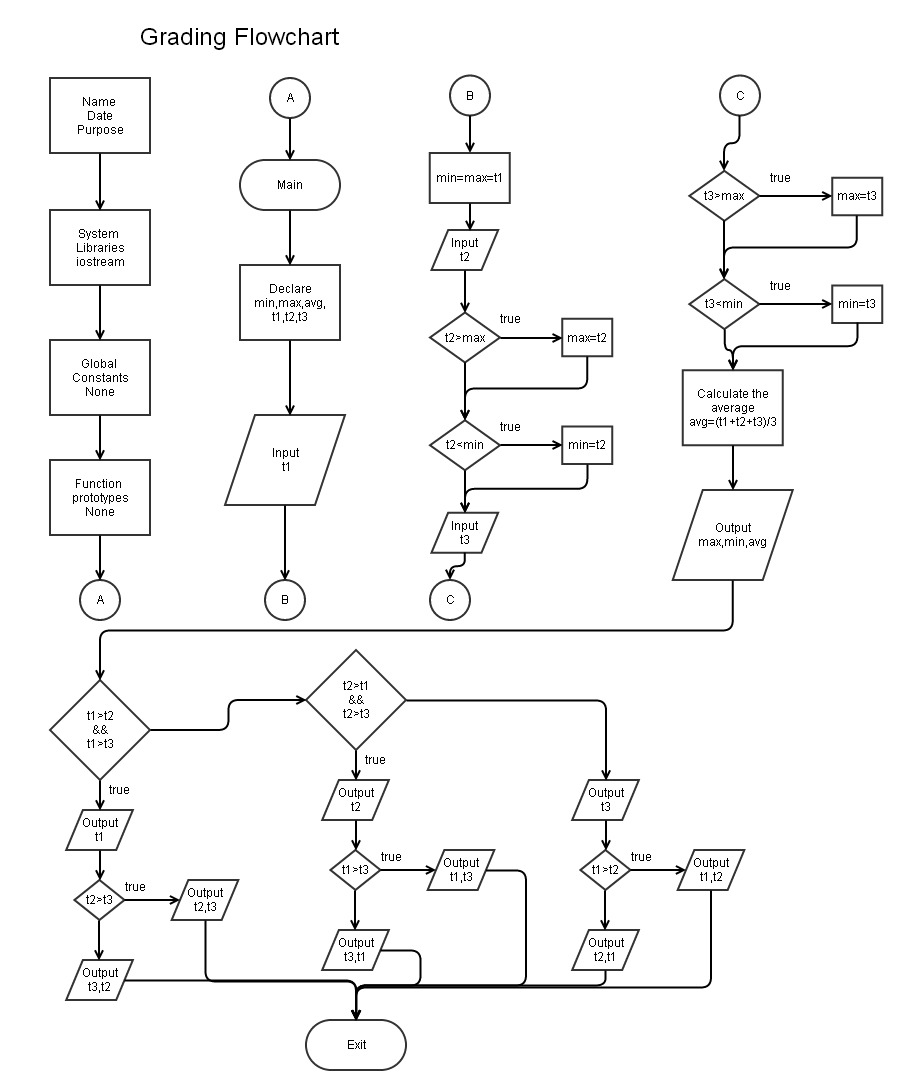 Grading Flowchart
Name
Date
Purpose
System
Libraries
iostream
Global
Constants
None
Function
prototypes
None
A
A
Main
Declare
min,max,avg,
t1,t2,t3
Input
t1
B
B
min=max=t1
Input
t2
t2>max
true
max=t2
t2<min
true
min=t2
Input
t3
C
C
t3>max
true
max=t3
t3<min
true
min=t3
Calculate the
average
avg=(t1+t2+t3)/3
Output
max,min,avg
t1>t2
&&
t1>t3
true
Output
t1
t2>t3
true
Output
t2,t3
Output
t3,t2
t2>t1
&&
t2>t3
true
Output
t2
t1>t3
true
Output
t1,t3
Output
t3,t1
Output
t3
t1>t2
true
Output
t1,t2
Output
t2,t1
Exit